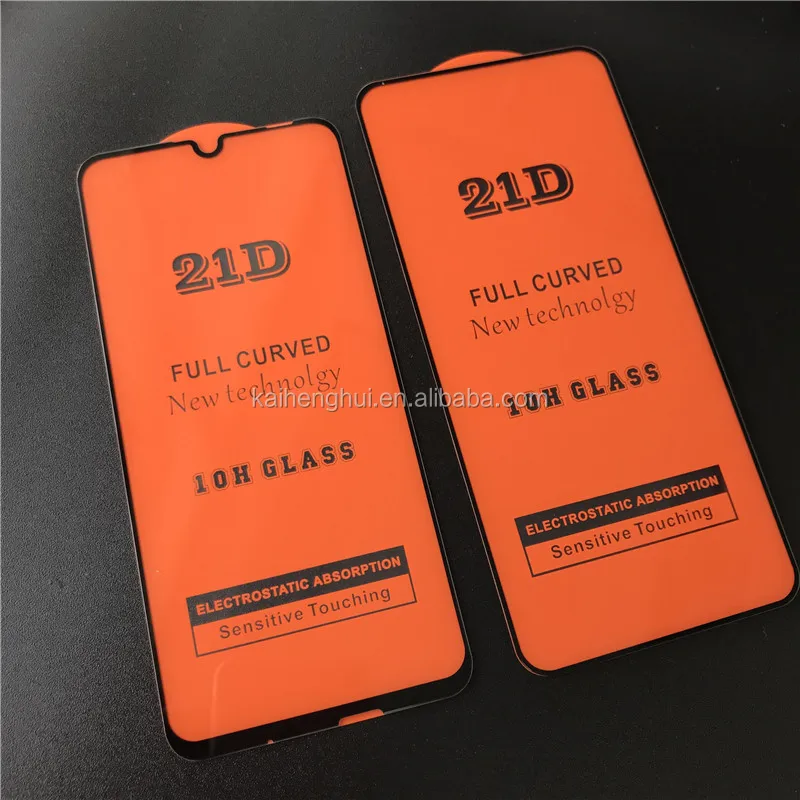 21D
FULL CURVED
New technolgy
10H GLASS
ELECTROSTATIC ABSORPTION
Sensitive Touching
21D
FULL CURVED
New technolgy
10H GLASS
ELECTROSTATIC ABSORPTION
Sensitive Touching
kaihenghui.en.alibaba.com